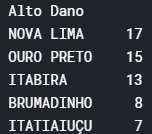 Alto Dano
NOVA LIMA 17
OURO PRETO 15
ITABIRA 13
BRUMADINHO 8
ITATIAIUÇU 7